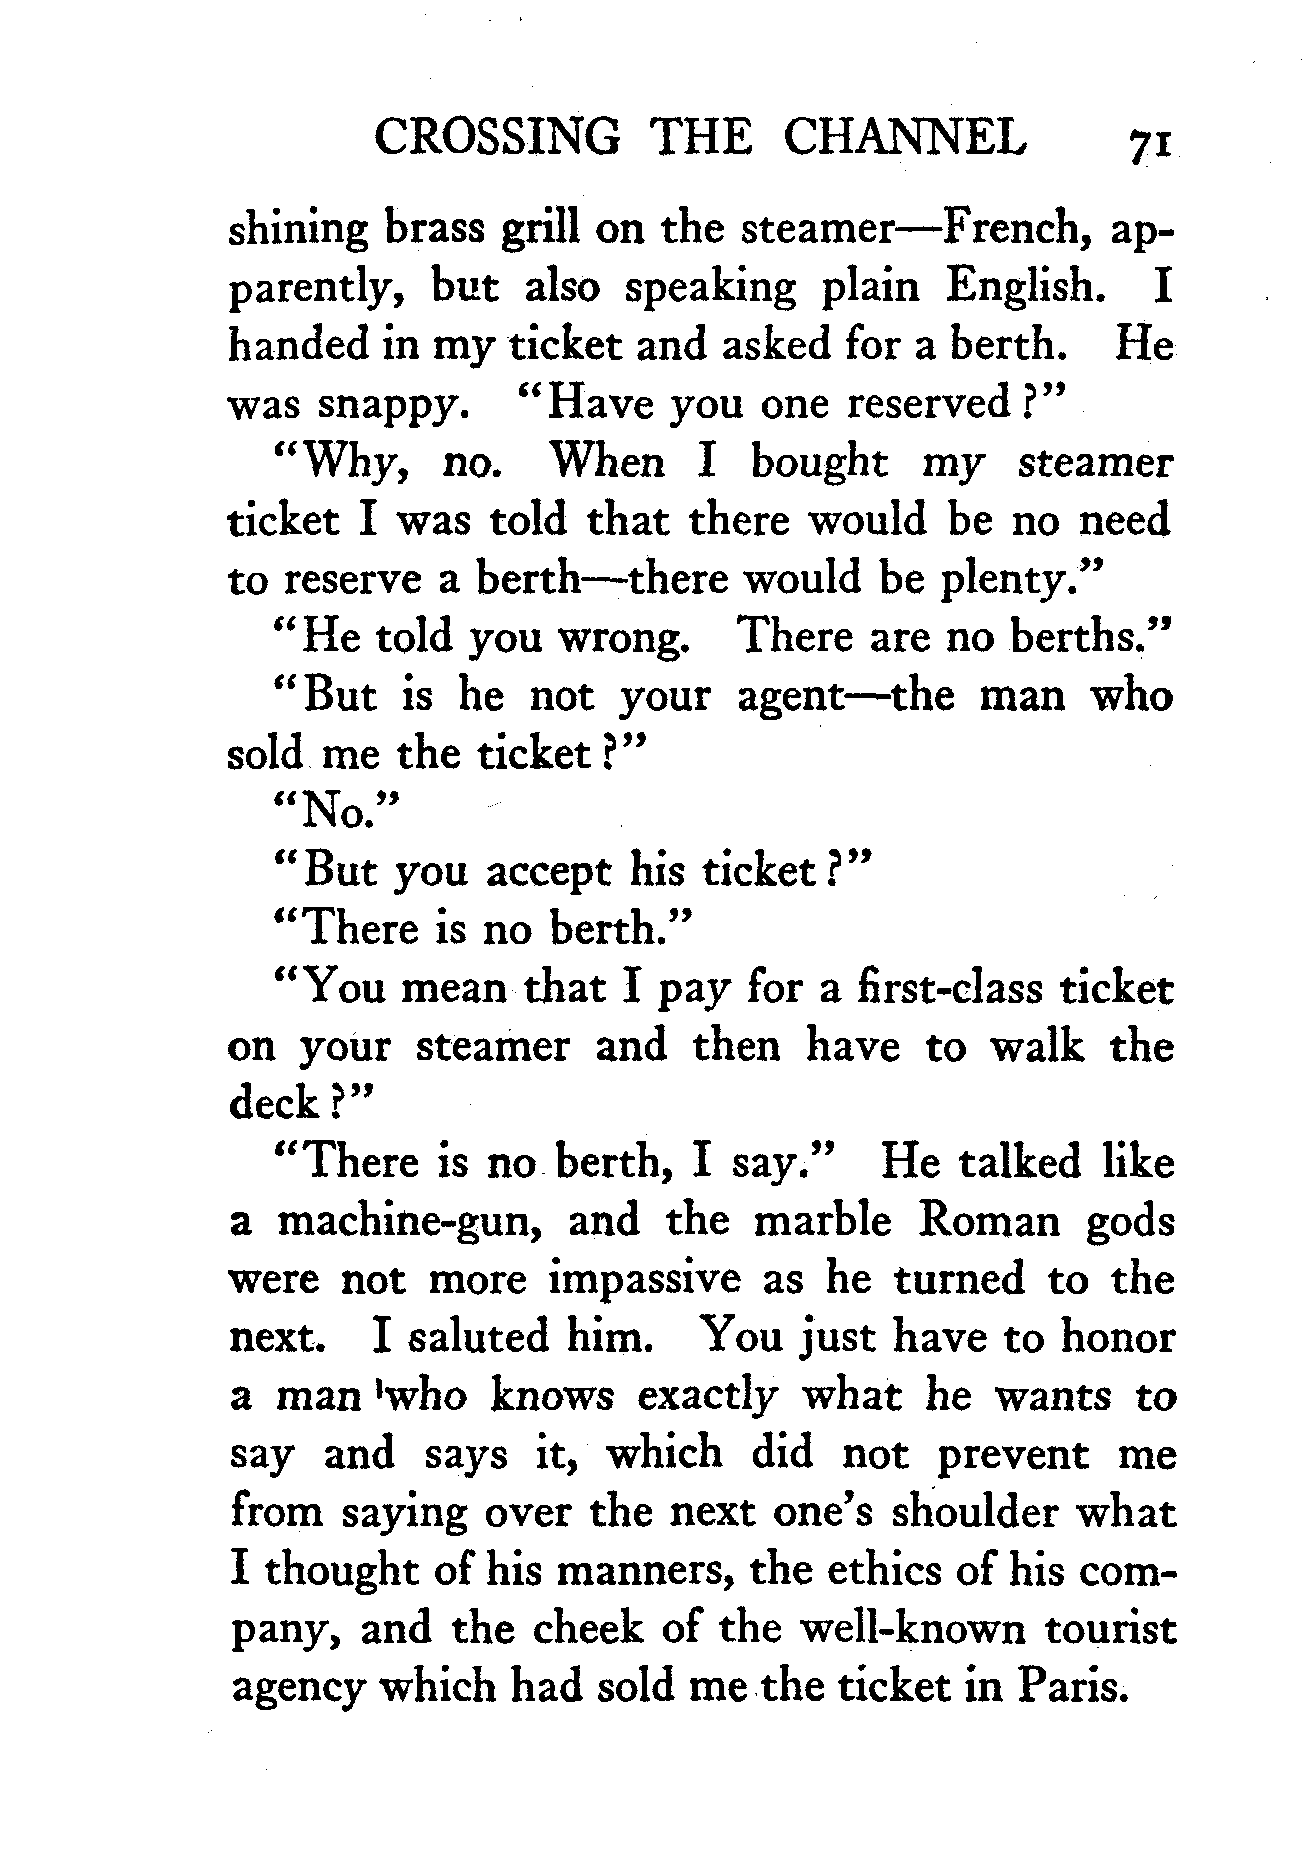 CROSSING THE CHANNEL 71
shining brass grill on the steamer—French, ap-
parently, but also speaking plain English. I
handed in my ticket and asked for a berth. He
was snappy. "Have you one reserved?"
"Why, no. When I bought my steamer
ticket I was told that there would be no need
to reserve a berth—there would be plenty."
"He told you wrong. There are no berths."
"But is he not your agent—the man who
sold me the ticket?"
"No."
"But you accept his ticket?"
"There is no berth."
"You mean that I pay for a first-class ticket
on your steamer and then have to walk the
deck?"
"There is no berth, I say." He talked like
a machine-gun, and the marble Roman gods
were not more impassive as he turned to the
next. I saluted him. You just have to honor
a man who knows exactly what he wants to
say and says it, which did not prevent me
from saying over the next one's shoulder what
I thought of his manners, the ethics of his com-
pany, and the cheek of the well-known tourist
agency which had sold me the ticket in Paris.